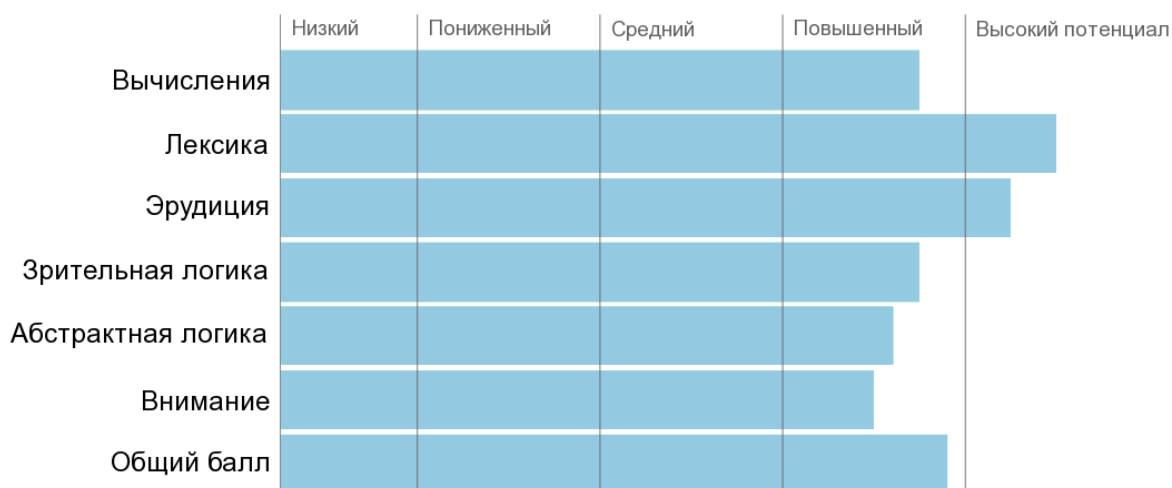 Низкий Пониженный Средний Повышенный Высокий потенциал
Вычисления
Лексика
Эрудиция
Зрительная логика
Абстрактная логика
Внимание
Общий балл